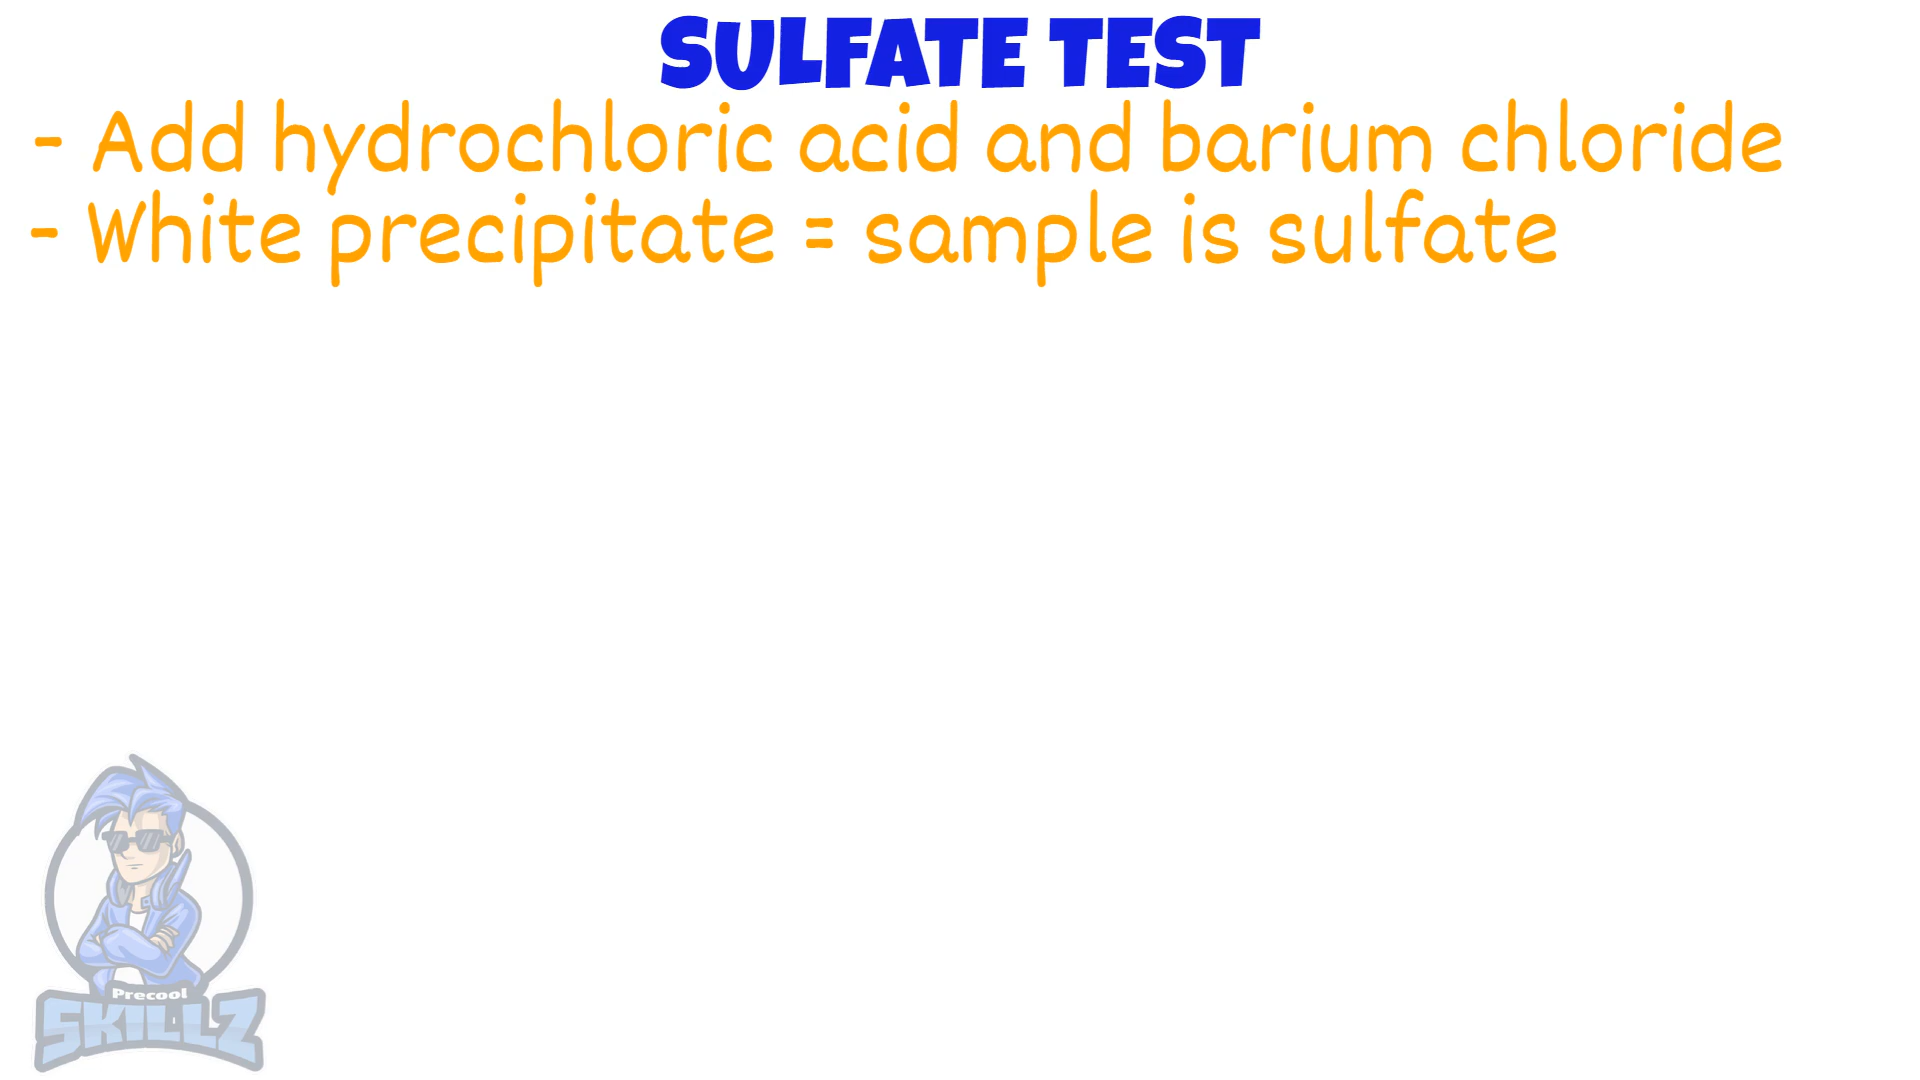 SULFATE TEST
- Add hydrochloric acid and barium chloride
- White precipitate = sample is sulfate
Precool
SKILLZ